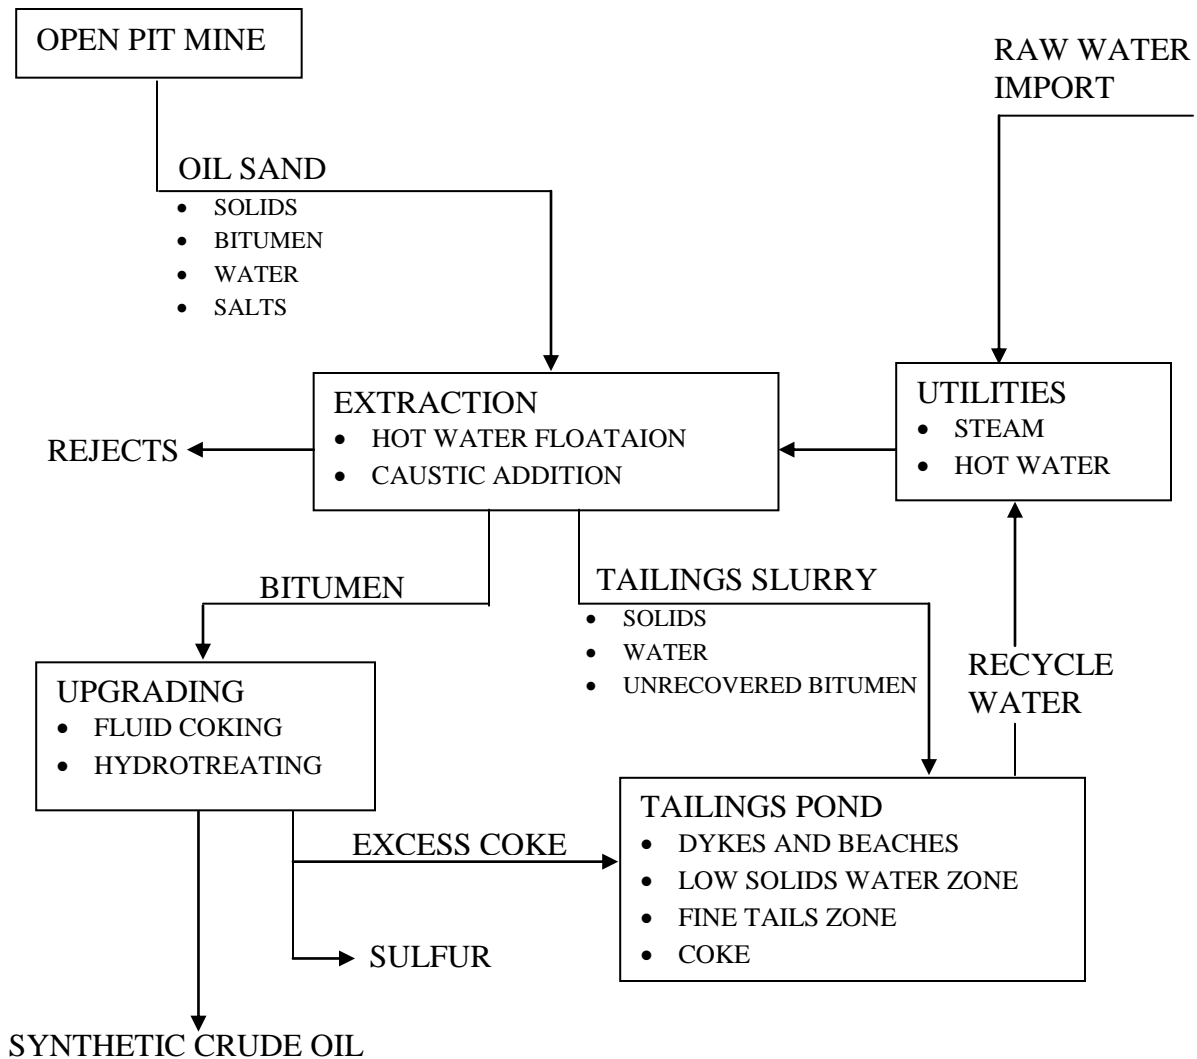 OPEN PIT MINE
RAW WATER
IMPORT
OIL SAND
• SOLIDS
• BITUMEN
• WATER
• SALTS
EXTRACTION
• HOT WATER FLOATAION
• CAUSTIC ADDITION
UTILITIES
• STEAM
• HOT WATER
REJECTS
BITUMEN
TAILINGS SLURRY
• SOLIDS
• WATER
• UNRECOVERED BITUMEN
RECYCLE
WATER
UPGRADING
• FLUID COKING
• HYDROTREATING
TAILINGS POND
• DYKES AND BEACHES
• LOW SOLIDS WATER ZONE
• FINE TAILS ZONE
• COKE
EXCESS COKE
SULFUR
SYNTHETIC CRUDE OIL